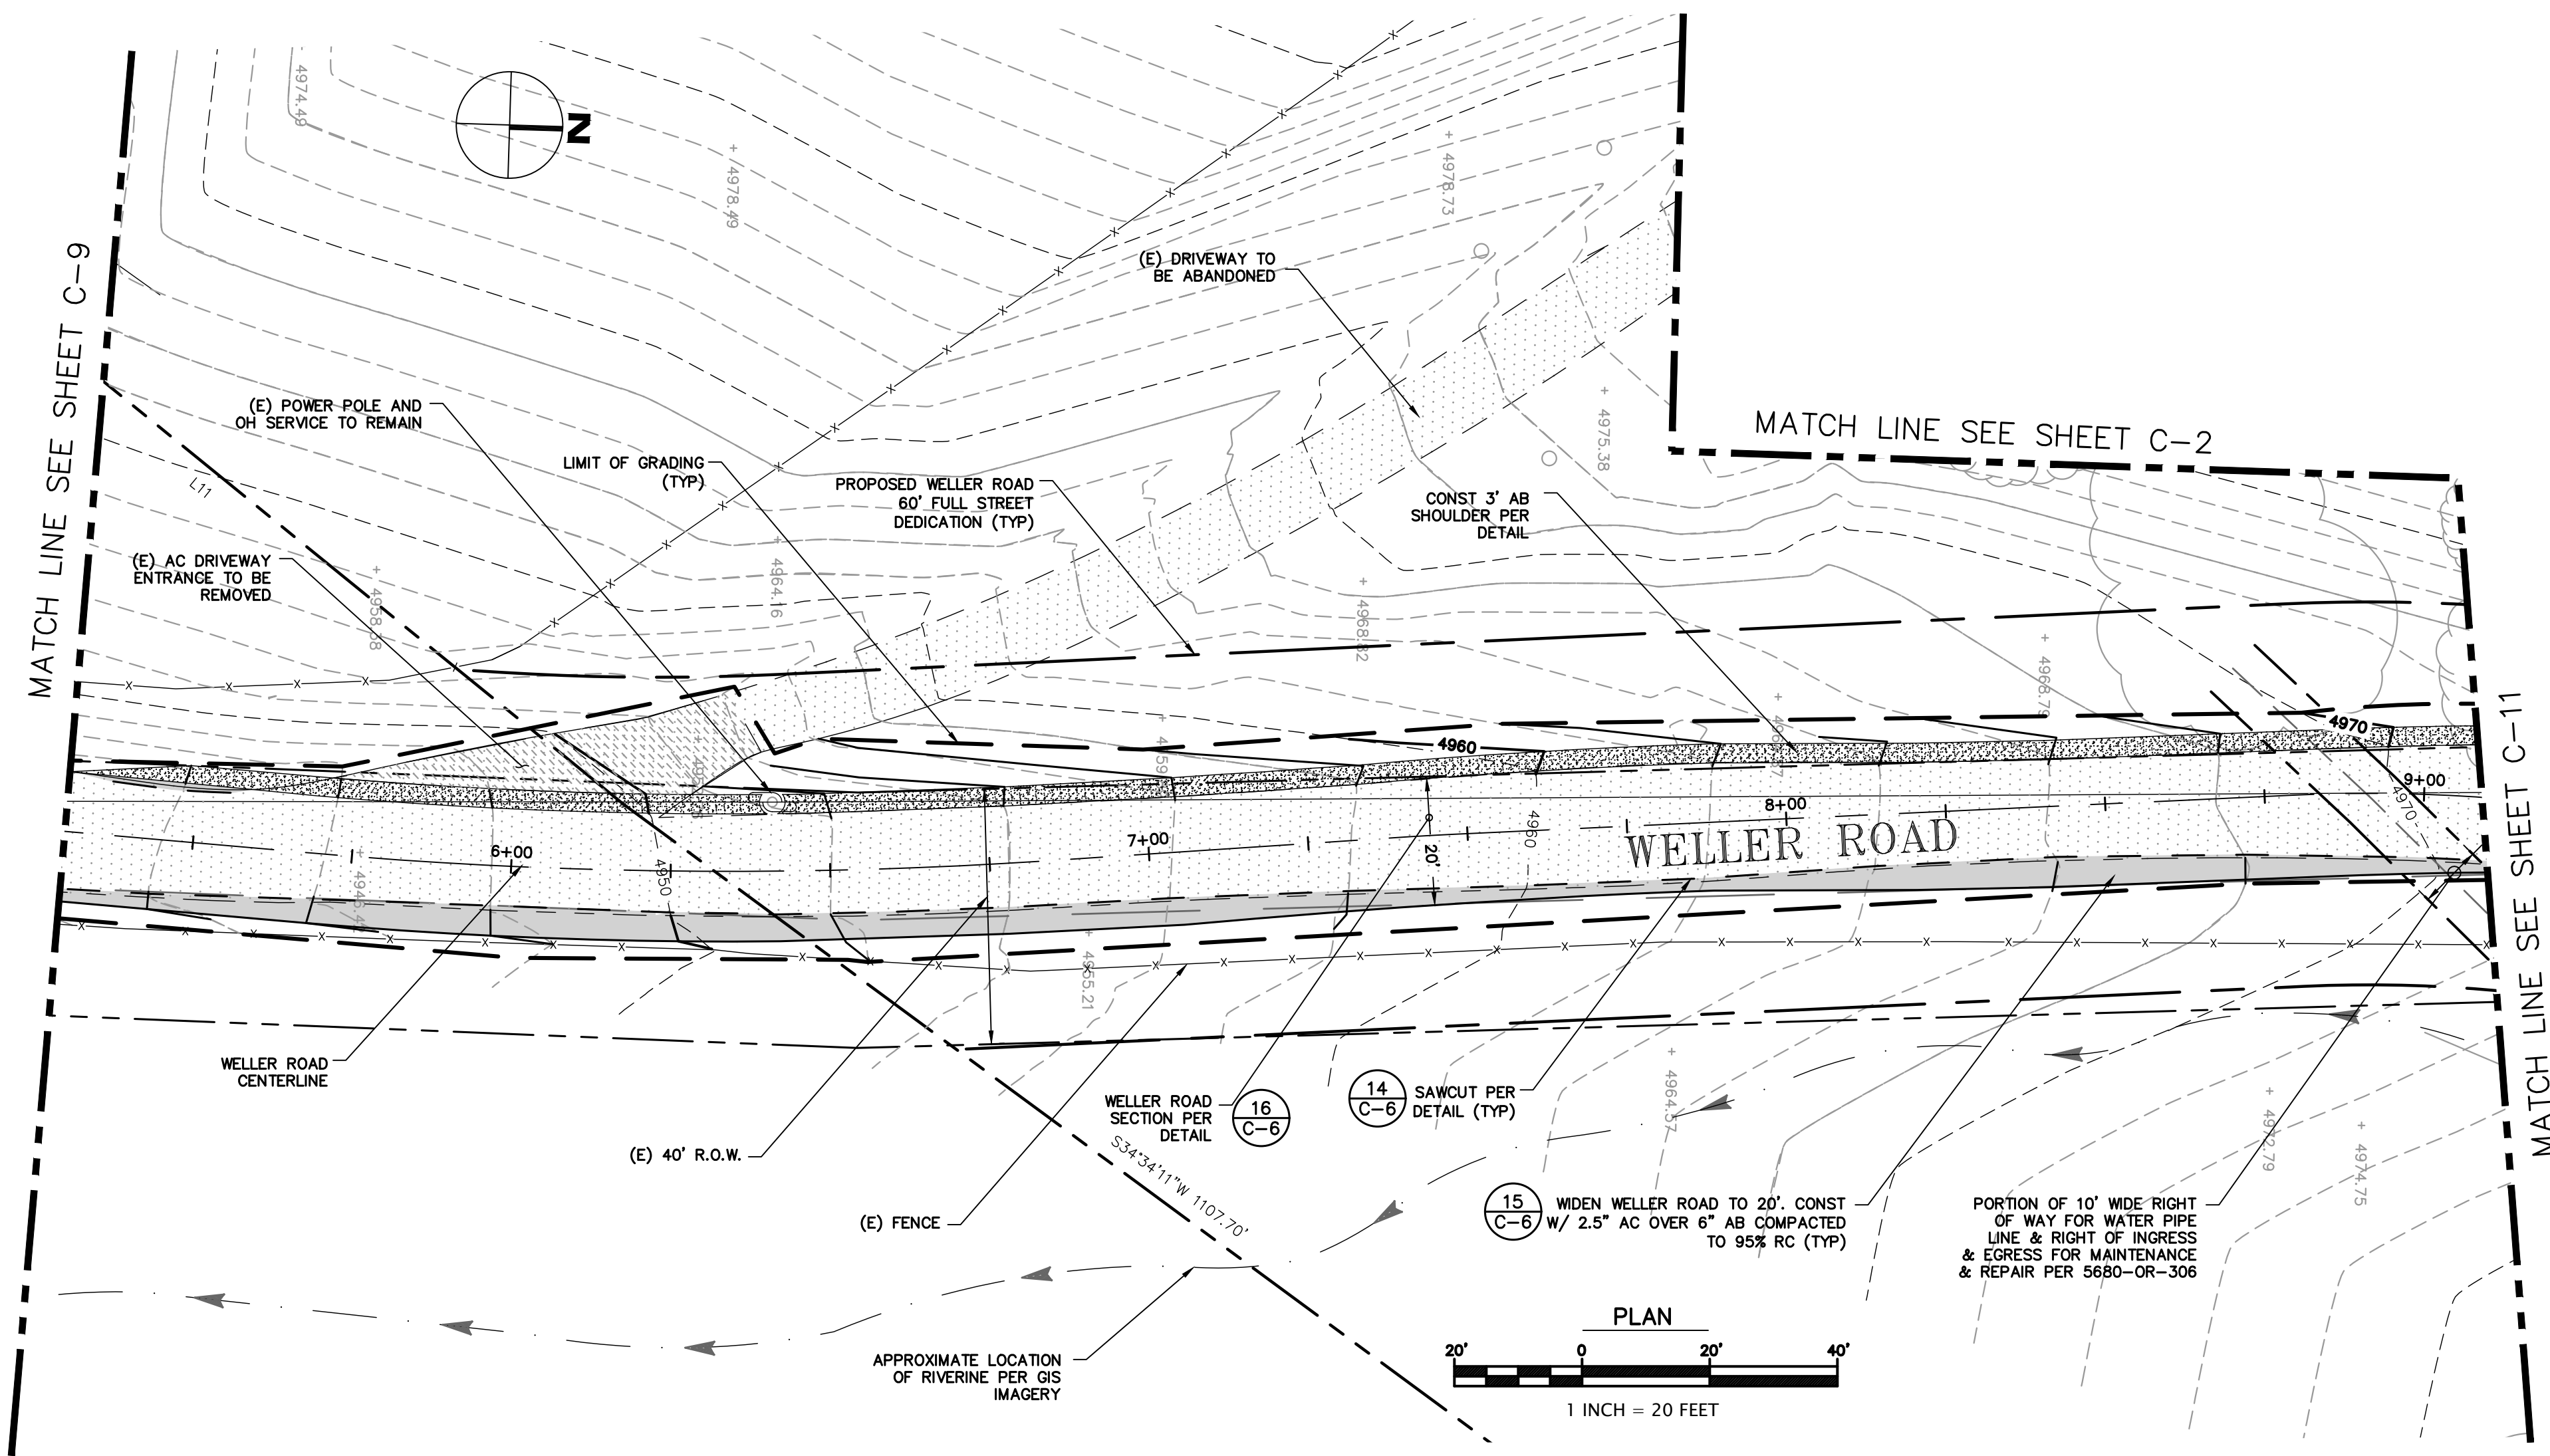 MATCH LINE SEE SHEET C-9
MATCH LINE SEE SHEET C-2
MATCH LINE SEE SHEET C-11
N
4974.49
+ 4978.49
+ 4978.73
(E) DRIVEWAY TO
BE ABANDONED
(E) POWER POLE AND
OH SERVICE TO REMAIN
LIMIT OF GRADING
(TYP)
PROPOSED WELLER ROAD
60' FULL STREET
DEDICATION (TYP)
CONST 3' AB
SHOULDER PER
DETAIL
+ 4975.38
L11
(E) AC DRIVEWAY
ENTRANCE TO BE
REMOVED
+ 4964.16
+ 4968.82
4960
4970
6+00
7+00
8+00
9+00
4950
4960
4970
20'
WELLER ROAD
+ 4955.21
WELLER ROAD
CENTERLINE
(E) 40' R.O.W.
(E) FENCE
WELLER ROAD
SECTION PER
DETAIL
16
C-6
14
C-6
SAWCUT PER
DETAIL (TYP)
+ 4964.57
+ 4972.79
+ 4974.75
S34°34'11"W 1107.70'
15
C-6
WIDEN WELLER ROAD TO 20'. CONST
W/ 2.5" AC OVER 6" AB COMPACTED
TO 95% RC (TYP)
PORTION OF 10' WIDE RIGHT
OF WAY FOR WATER PIPE
LINE & RIGHT OF INGRESS
& EGRESS FOR MAINTENANCE
& REPAIR PER 5680-OR-306
APPROXIMATE LOCATION
OF RIVERINE PER GIS
IMAGERY
PLAN
20' 0 20' 40'
1 INCH = 20 FEET